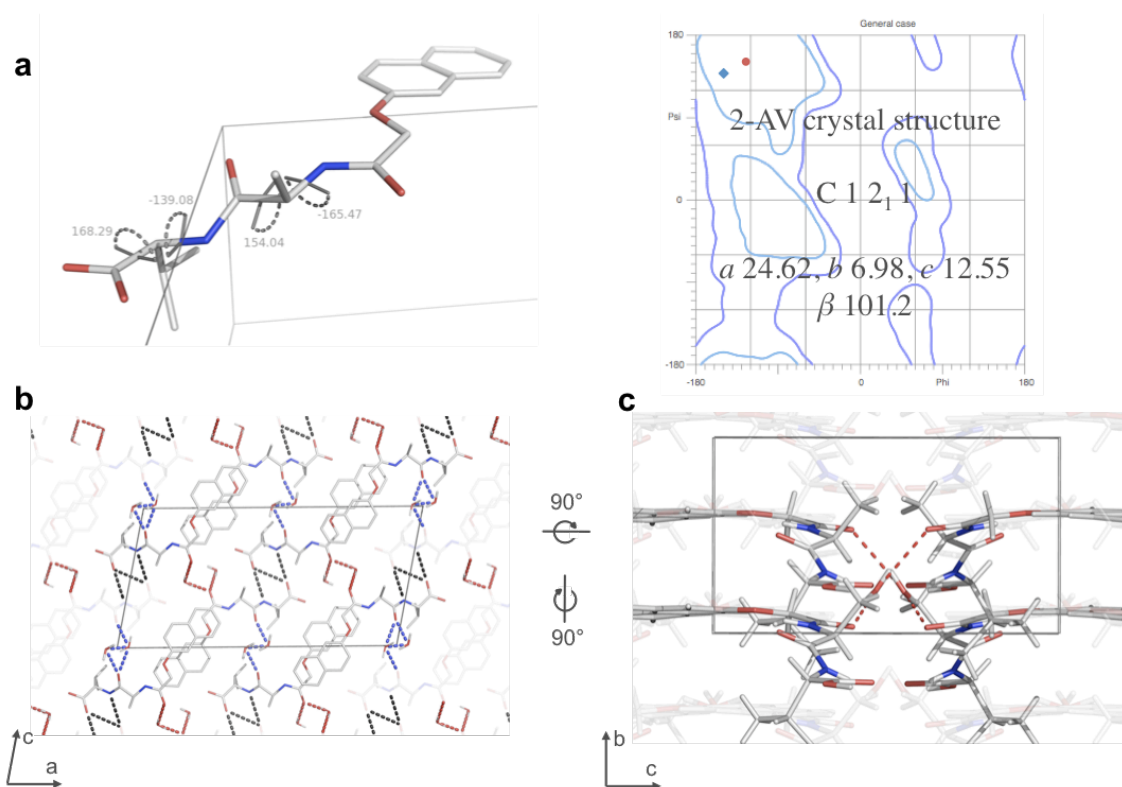 a
-139.08
168.29
154.04
-165.47
General case
180
Psi
0
-180
-180
0
Phi
180
2-AV crystal structure
C 1 2₁ 1
a 24.62, b 6.98, c 12.55
β 101.2
b
c
a
90°
90°
c
b
c